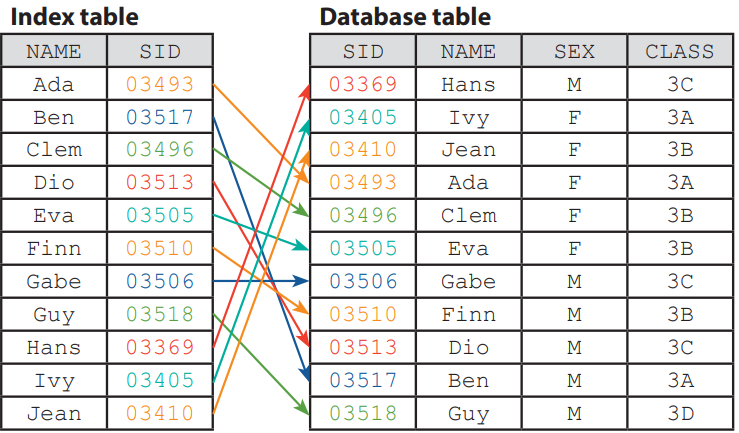 Index table Database table
NAME SID SID NAME SEX CLASS
Ada 03493 03369 Hans M 3C
Ben 03517 03405 Ivy F 3A
Clem 03496 03410 Jean F 3B
Dio 03513 03493 Ada F 3A
Eva 03505 03496 Clem F 3B
Finn 03510 03505 Eva F 3B
Gabe 03506 03506 Gabe M 3C
Guy 03518 03510 Finn M 3B
Hans 03369 03513 Dio M 3C
Ivy 03405 03517 Ben M 3A
Jean 03410 03518 Guy M 3D